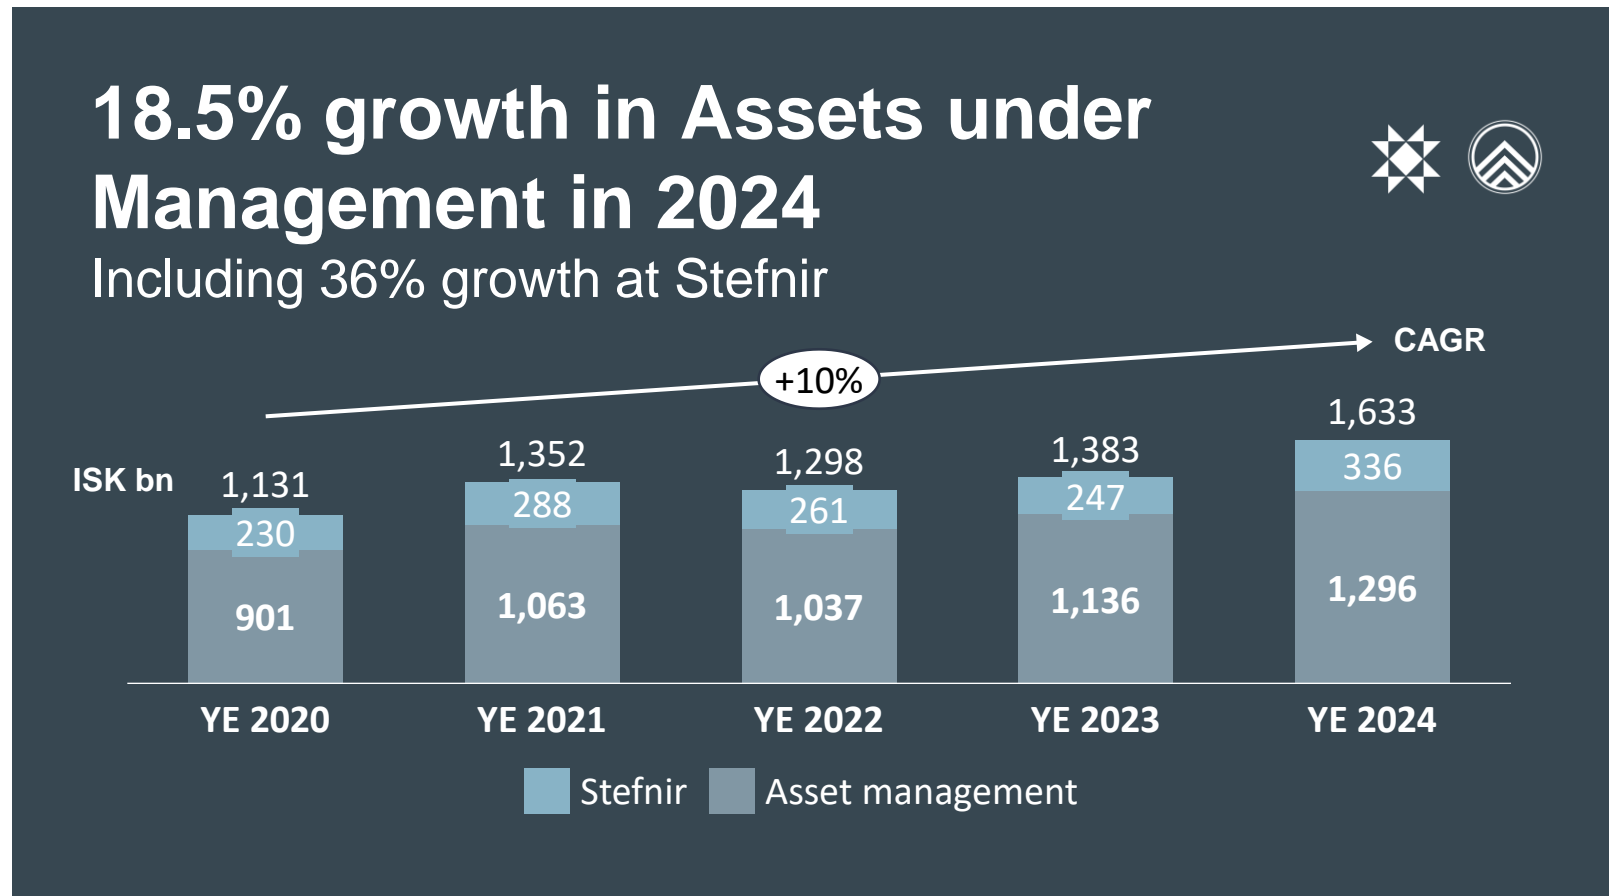 18.5% growth in Assets under
Management in 2024
Including 36% growth at Stefnir
CAGR
+10%
ISK bn
1,131
1,352
1,298
1,383
1,633
230
288
261
247
336
901
1,063
1,037
1,136
1,296
YE 2020
YE 2021
YE 2022
YE 2023
YE 2024
Stefnir
Asset management